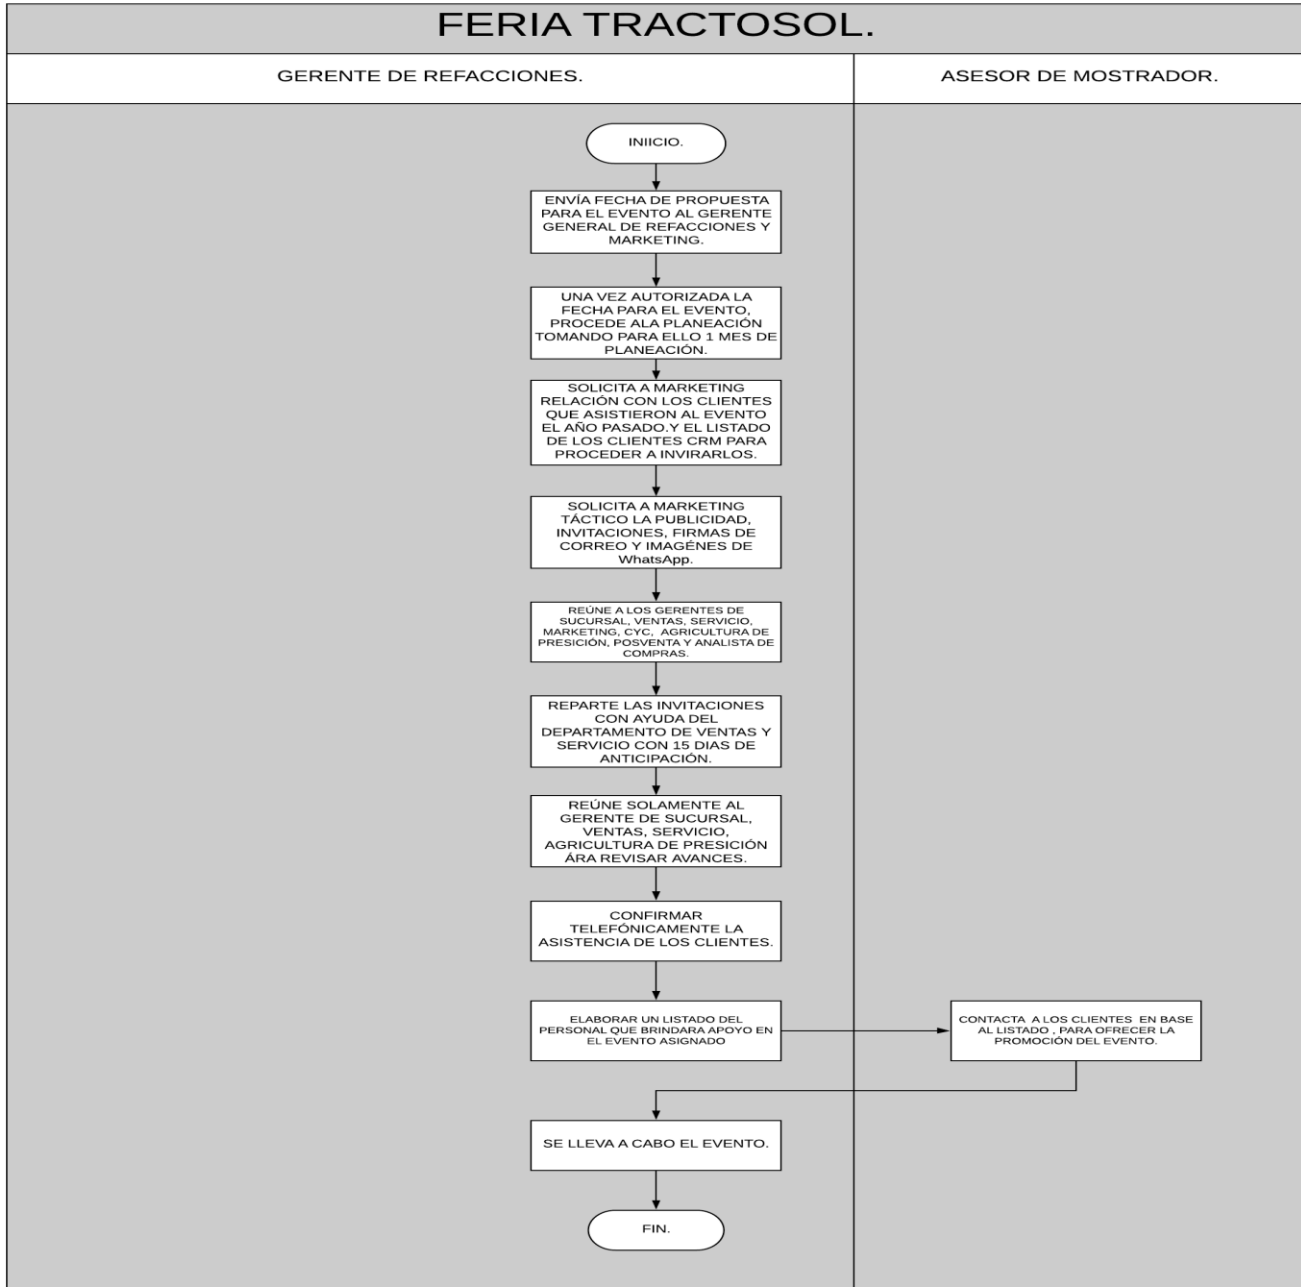 FERIA TRACTOSOL.
GERENTE DE REFACCIONES.
ASESOR DE MOSTRADOR.
INIICIO.
ENVÍA FECHA DE PROPUESTA
PARA EL EVENTO AL GERENTE
GENERAL DE REFACCIONES Y
MARKETING.
UNA VEZ AUTORIZADA LA
FECHA PARA EL EVENTO,
PROCEDE ALA PLANEACIÓN
TOMANDO PARA ELLO 1 MES DE
PLANEACIÓN.
SOLICITA A MARKETING
RELACIÓN CON LOS CLIENTES
QUE ASISTIERON AL EVENTO
EL AÑO PASADO.Y EL LISTADO
DE LOS CLIENTES CRM PARA
PROCEDER A INVIRARLOS.
SOLICITA A MARKETING
TÁCTICO LA PUBLICIDAD,
INVITACIONES, FIRMAS DE
CORREO Y IMAGÉNES DE
WhatsApp.
REÚNE A LOS GERENTES DE
SUCURSAL, VENTAS, SERVICIO,
MARKETING, CYC, AGRICULTURA DE
PRESICIÓN, POSVENTA Y ANALISTA DE
COMPRAS.
REPARTE LAS INVITACIONES
CON AYUDA DEL
DEPARTAMENTO DE VENTAS Y
SERVICIO CON 15 DIAS DE
ANTICIPACIÓN.
REÚNE SOLAMENTE AL
GERENTE DE SUCURSAL,
VENTAS, SERVICIO,
AGRICULTURA DE PRESICIÓN
ÁRA REVISAR AVANCES.
CONFIRMAR
TELEFÓNICAMENTE LA
ASISTENCIA DE LOS CLIENTES.
ELABORAR UN LISTADO DEL
PERSONAL QUE BRINDARA APOYO EN
EL EVENTO ASIGNADO
CONTACTA A LOS CLIENTES EN BASE
AL LISTADO , PARA OFRECER LA
PROMOCIÓN DEL EVENTO.
SE LLEVA A CABO EL EVENTO.
FIN.